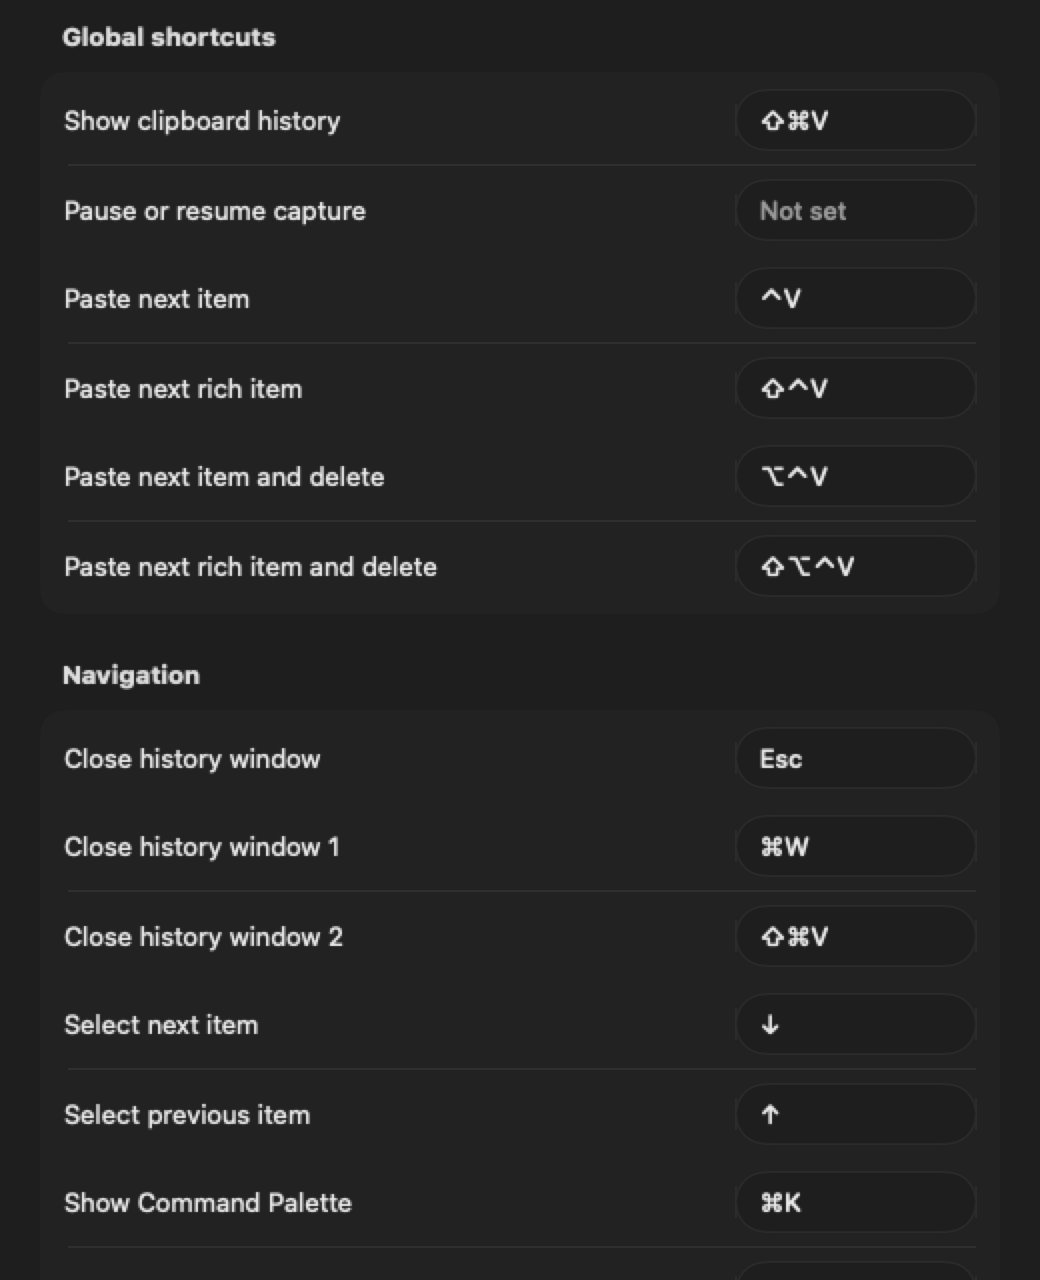 Global shortcuts
Show clipboard history ⇧⌘V
Pause or resume capture Not set
Paste next item ^V
Paste next rich item ⇧^V
Paste next item and delete ⌥^V
Paste next rich item and delete ⇧⌥^V
Navigation
Close history window Esc
Close history window 1 ⌘W
Close history window 2 ⇧⌘V
Select next item ↓
Select previous item ↑
Show Command Palette ⌘K